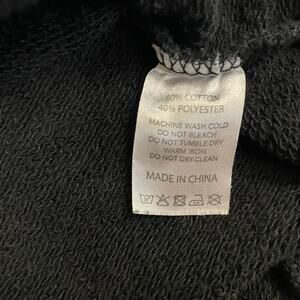 60% COTTON
40% POLYESTER
MACHINE WASH COLD
DO NOT BLEACH
DO NOT TUMBLE DRY
WARM IRON
DO NOT DRY-CLEAN
MADE IN CHINA